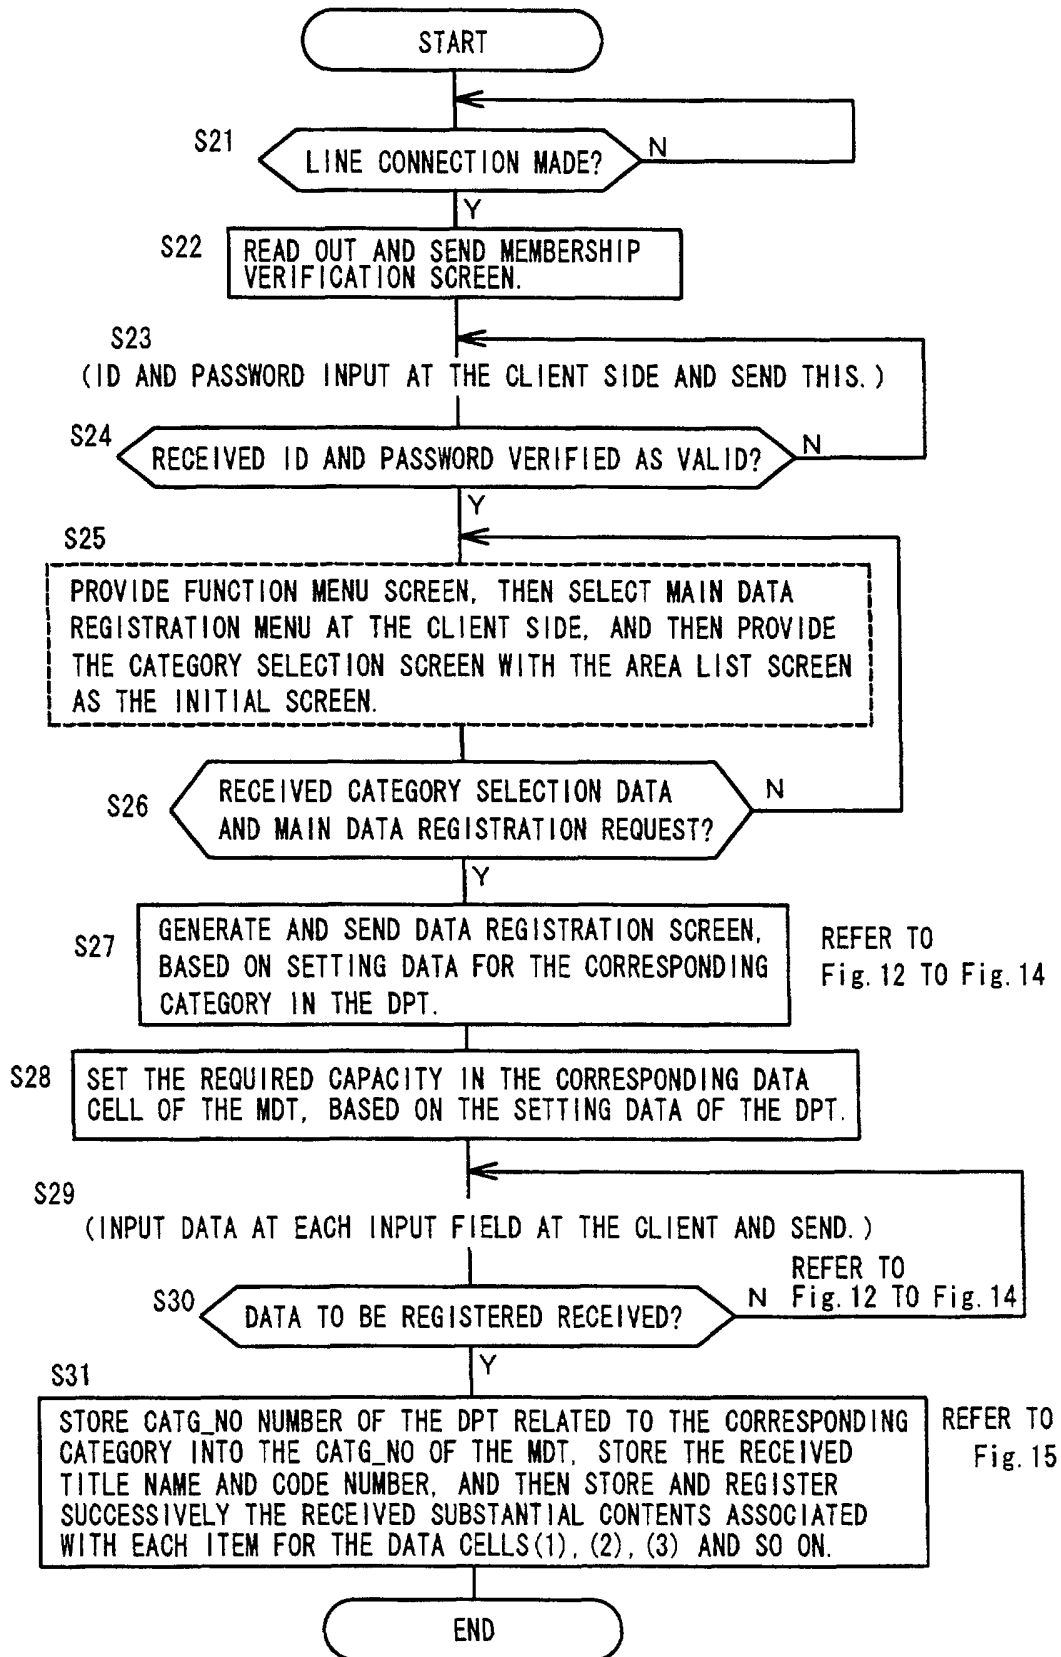 START
S21
LINE CONNECTION MADE?
N
Y
S22
READ OUT AND SEND MEMBERSHIP
VERIFICATION SCREEN.
S23
(ID AND PASSWORD INPUT AT THE CLIENT SIDE AND SEND THIS.)
S24
RECEIVED ID AND PASSWORD VERIFIED AS VALID?
N
Y
S25
PROVIDE FUNCTION MENU SCREEN, THEN SELECT MAIN DATA
REGISTRATION MENU AT THE CLIENT SIDE, AND THEN PROVIDE
THE CATEGORY SELECTION SCREEN WITH THE AREA LIST SCREEN
AS THE INITIAL SCREEN.
S26
RECEIVED CATEGORY SELECTION DATA
AND MAIN DATA REGISTRATION REQUEST?
N
Y
S27
GENERATE AND SEND DATA REGISTRATION SCREEN,
BASED ON SETTING DATA FOR THE CORRESPONDING
CATEGORY IN THE DPT.
REFER TO
Fig. 12 TO Fig. 14
S28
SET THE REQUIRED CAPACITY IN THE CORRESPONDING DATA
CELL OF THE MDT, BASED ON THE SETTING DATA OF THE DPT.
S29
(INPUT DATA AT EACH INPUT FIELD AT THE CLIENT AND SEND.)
S30
DATA TO BE REGISTERED RECEIVED?
N
REFER TO
Fig. 12 TO Fig. 14
Y
S31
STORE CATG_NO NUMBER OF THE DPT RELATED TO THE CORRESPONDING
CATEGORY INTO THE CATG_NO OF THE MDT, STORE THE RECEIVED
TITLE NAME AND CODE NUMBER, AND THEN STORE AND REGISTER
SUCCESSIVELY THE RECEIVED SUBSTANTIAL CONTENTS ASSOCIATED
WITH EACH ITEM FOR THE DATA CELLS(1), (2), (3) AND SO ON.
REFER TO
Fig. 15
END